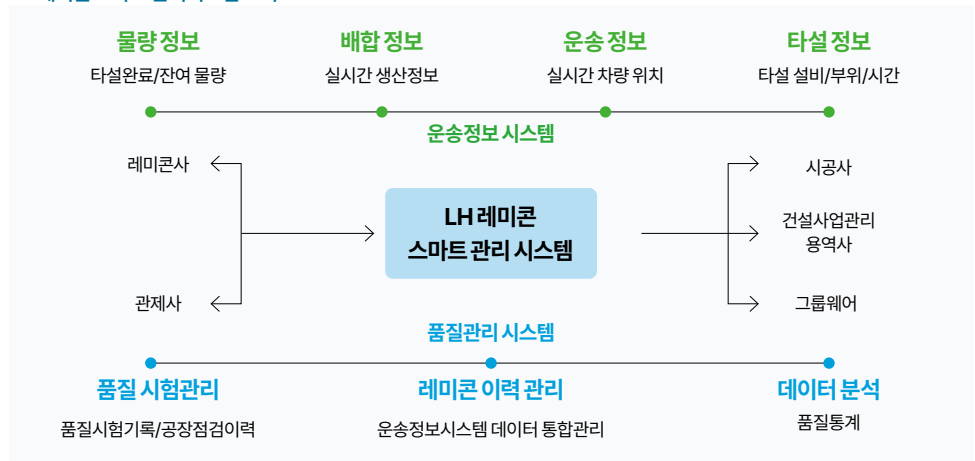 물량 정보
배합 정보
운송 정보
타설 정보
타설완료/잔여 물량
실시간 생산정보
실시간 차량 위치
타설 설비/부위/시간
운송정보 시스템
레미콘사
시공사
LH 레미콘
스마트 관리 시스템
건설사업관리
용역사
관제사
그룹웨어
품질관리 시스템
품질 시험관리
레미콘 이력 관리
데이터 분석
품질시험기록/공장점검이력
운송정보시스템 데이터 통합관리
품질통계